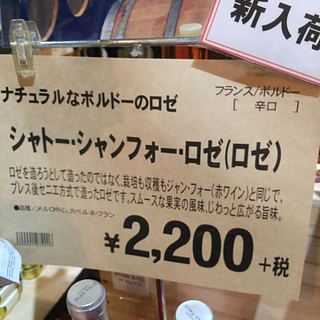 新入荷
ナチュラルなボルドーのロゼ
フランス/ボルドー
[ 辛口 ]
シャトー・シャンフォー・ロゼ(ロゼ)
ロゼを造ろうとして造ったのではなく、栽培も収穫もジャン・フォー(赤ワイン)と同じで、
プレス後セニエ方式で造ったロゼです。スムースな果実の風味、じわっと広がる旨味。
●品種/メルロ中心、カベルネ・フラン
¥2,200 +税